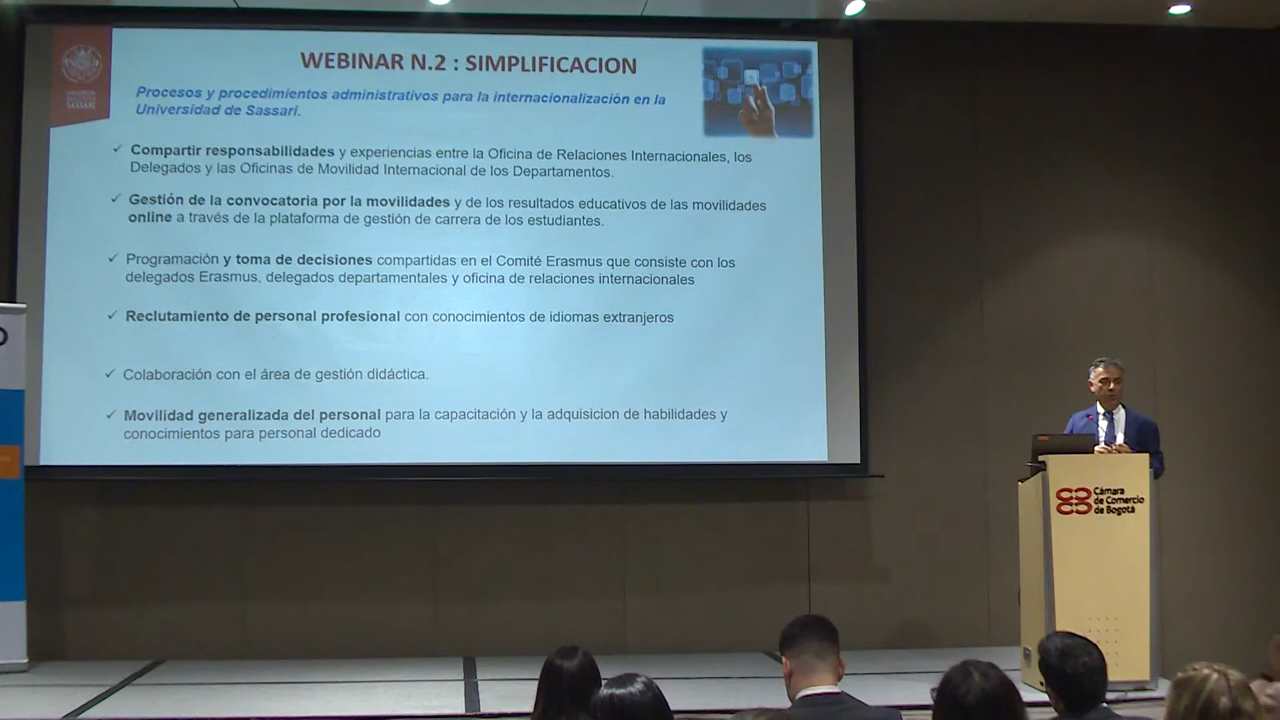 WEBINAR N.2 : SIMPLIFICACION
Procesos y procedimientos administrativos para la internacionalización en la
Universidad de Sassari.
✓ Compartir responsabilidades y experiencias entre la Oficina de Relaciones Internacionales, los
Delegados y las Oficinas de Movilidad Internacional de los Departamentos.
✓ Gestión de la convocatoria por la movilidades y de los resultados educativos de las movilidades
online a través de la plataforma de gestión de carrera de los estudiantes.
✓ Programación y toma de decisiones compartidas en el Comité Erasmus que consiste con los
delegados Erasmus, delegados departamentales y oficina de relaciones internacionales
✓ Reclutamiento de personal profesional con conocimientos de idiomas extranjeros
✓ Colaboración con el área de gestión didáctica.
✓ Movilidad generalizada del personal para la capacitación y la adquisicion de habilidades y
conocimientos para personal dedicado
SASSARI
Cámara
de Comercio
de Bogotá